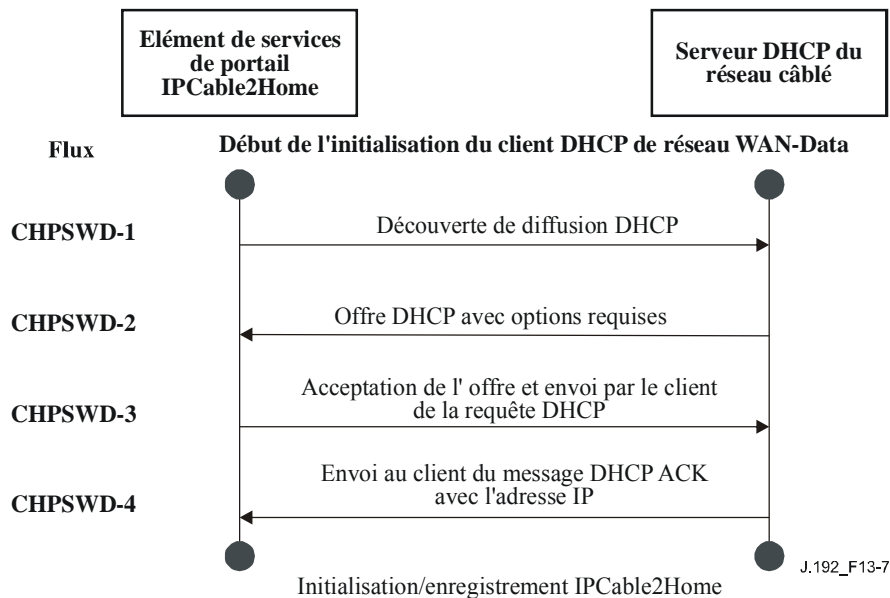 Elément de services
de portail
IPCable2Home
Serveur DHCP du
réseau câblé
Flux
Début de l'initialisation du client DHCP de réseau WAN-Data
CHPSWD-1
Découverte de diffusion DHCP
CHPSWD-2
Offre DHCP avec options requises
CHPSWD-3
Acceptation de l' offre et envoi par le client
de la requête DHCP
CHPSWD-4
Envoi au client du message DHCP ACK
avec l'adresse IP
J.192_F13-7
Initialisation/enregistrement IPCable2Home